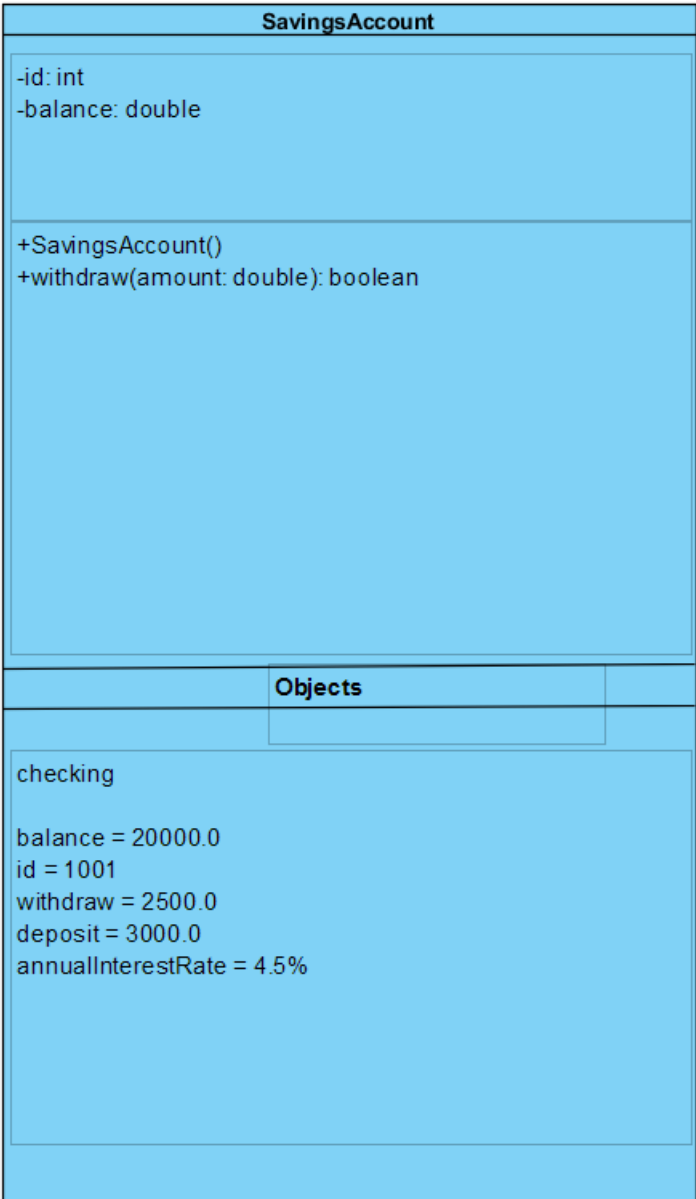 SavingsAccount
-id: int
-balance: double
+SavingsAccount()
+withdraw(amount: double): boolean
Objects
checking
balance = 20000.0
id = 1001
withdraw = 2500.0
deposit = 3000.0
annualInterestRate = 4.5%